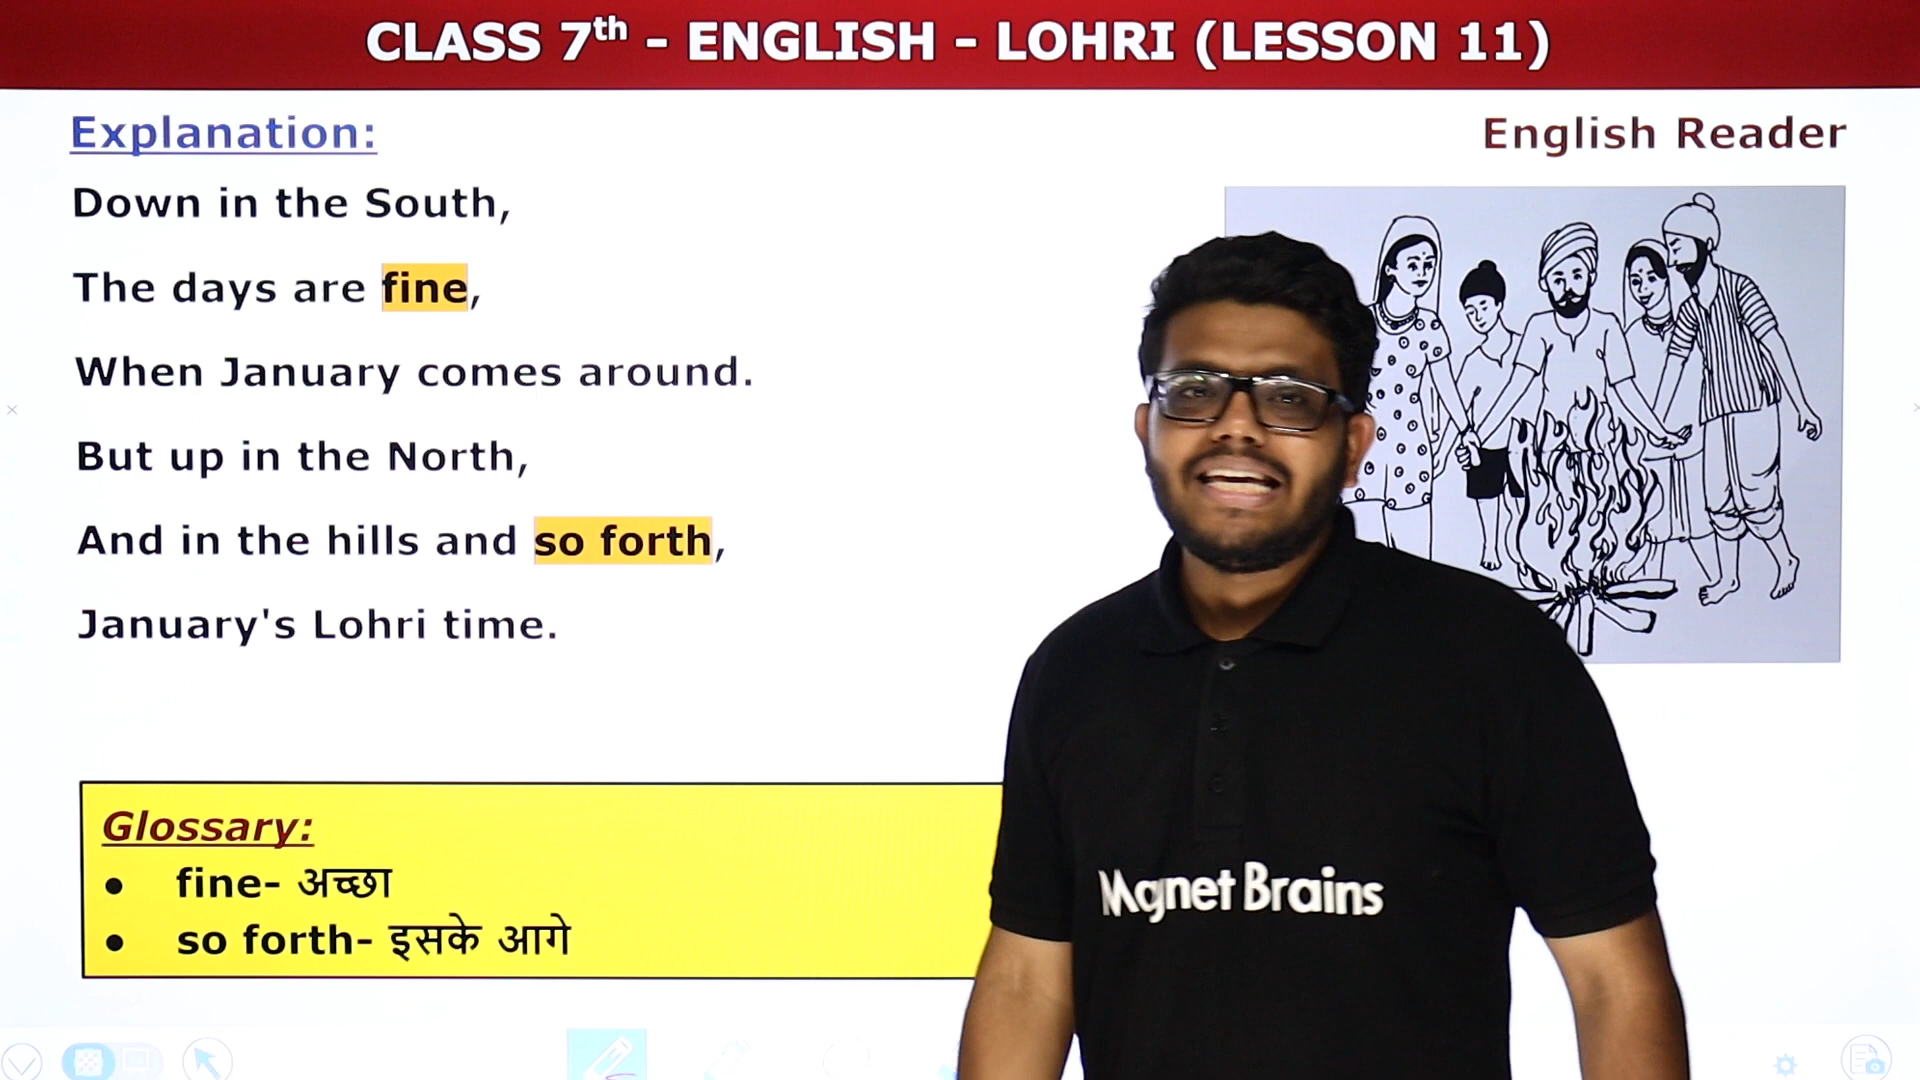 CLASS 7th - ENGLISH - LOHRI (LESSON 11)
Explanation:
English Reader
Down in the South,
The days are fine,
When January comes around.
But up in the North,
And in the hills and so forth,
January's Lohri time.
Glossary:
• fine- अच्छा
• so forth- इसके आगे
Magnet Brains